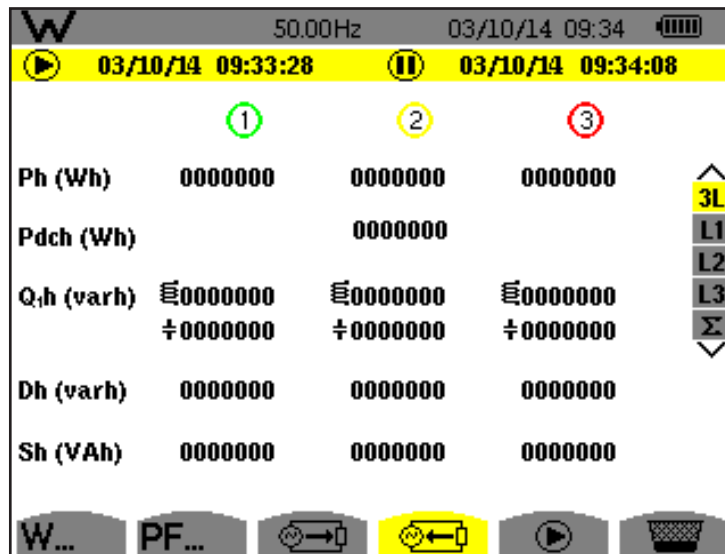 W 50.00Hz 03/10/14 09:34
03/10/14 09:33:28 03/10/14 09:34:08
1 2 3
Ph (Wh) 0000000 0000000 0000000
3L
Pdch (Wh) 0000000
L1
L2
Q₁h (varh) 0000000 0000000 0000000
L3
0000000 0000000 0000000
Σ
Dh (varh) 0000000 0000000 0000000
Sh (VAh) 0000000 0000000 0000000
W... PF...